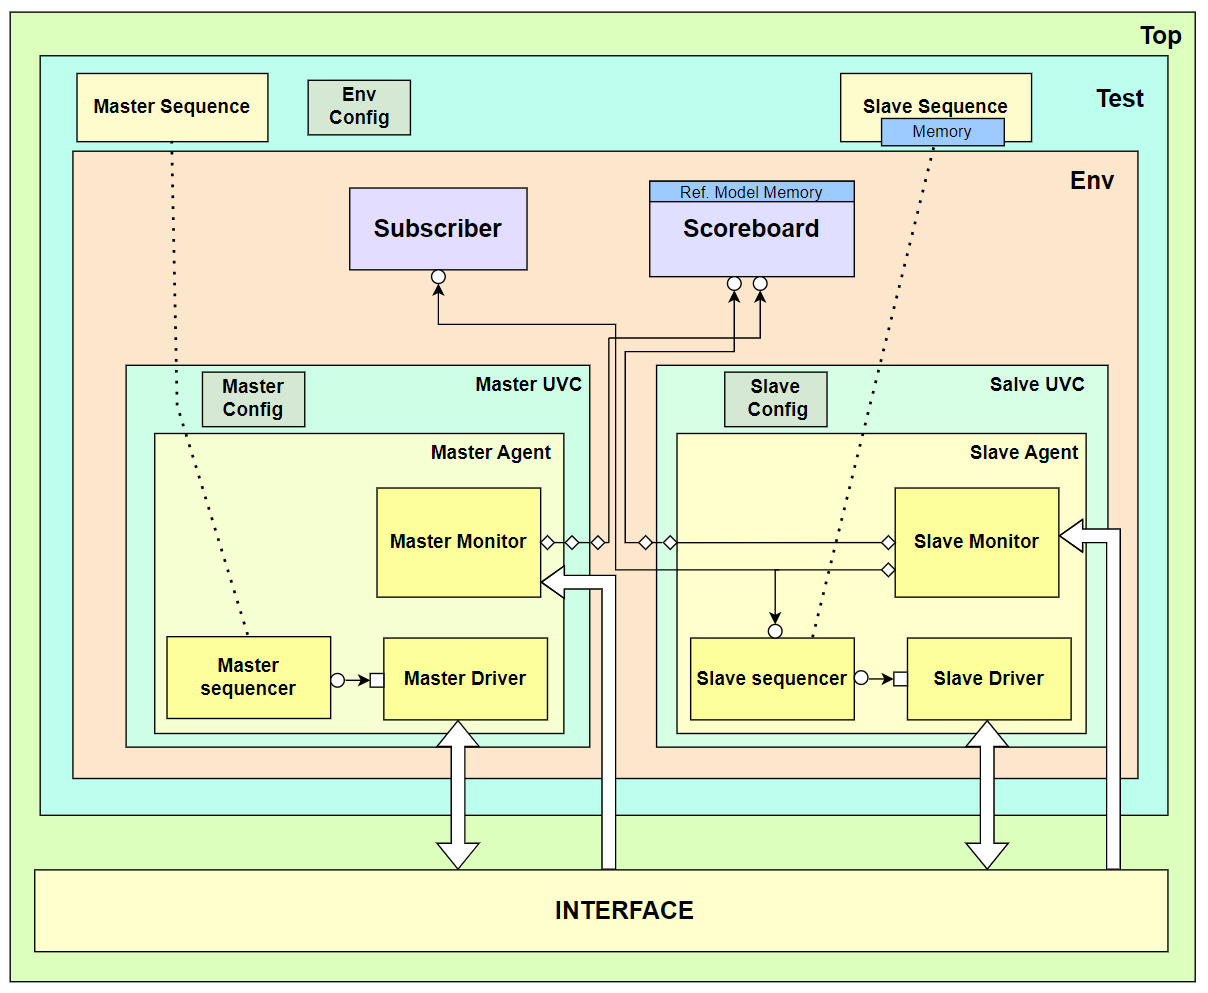 Top
Master Sequence
Env
Config
Slave Sequence
Memory
Test
Env
Subscriber
Ref. Model Memory
Scoreboard
Master
Config
Master UVC
Slave
Config
Salve UVC
Master Agent
Slave Agent
Master Monitor
Slave Monitor
Master
sequencer
Master Driver
Slave sequencer
Slave Driver
INTERFACE